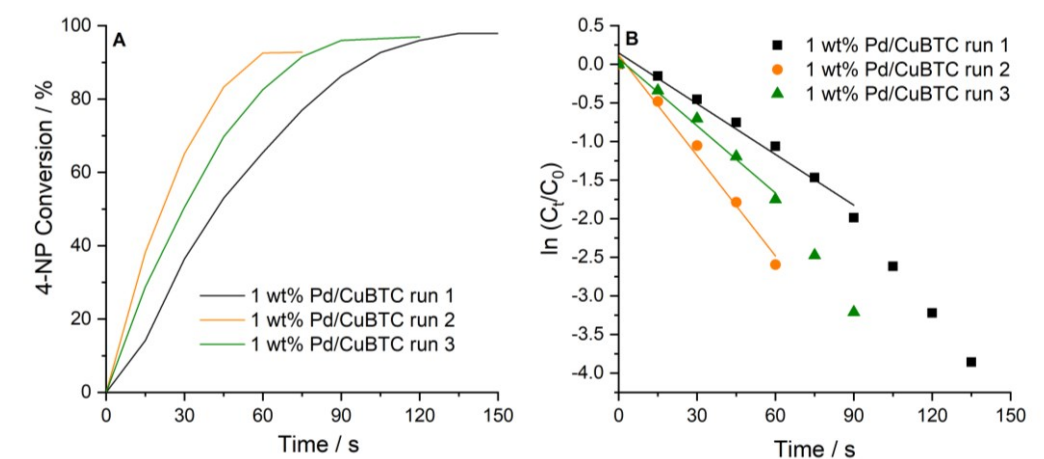 A
100
80
60
40
20
0
4-NP Conversion / %
1 wt% Pd/CuBTC run 1
1 wt% Pd/CuBTC run 2
1 wt% Pd/CuBTC run 3
0 30 60 90 120 150
Time / s
B
0.5
0.0
-0.5
-1.0
-1.5
-2.0
-2.5
-3.0
-3.5
-4.0
ln (Ct/C0)
1 wt% Pd/CuBTC run 1
1 wt% Pd/CuBTC run 2
1 wt% Pd/CuBTC run 3
0 30 60 90 120 150
Time / s